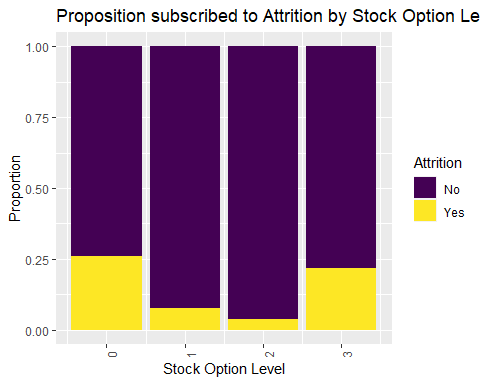 Proposition subscribed to Attrition by Stock Option Le
1.00
0.75
0.50
0.25
0.00
Proportion
0
1
2
3
Stock Option Level
Attrition
No
Yes